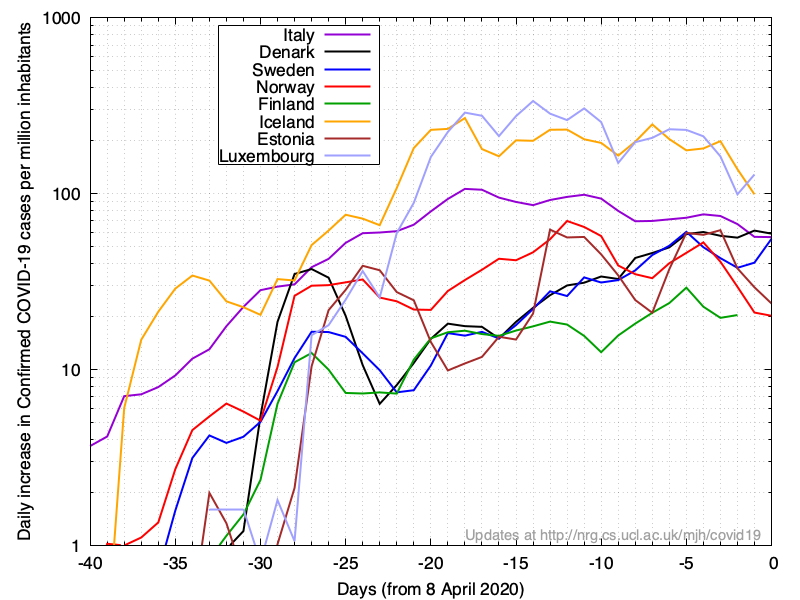 1000
100
10
1
Daily increase in Confirmed COVID-19 cases per million inhabitants
Italy
Denark
Sweden
Norway
Finland
Iceland
Estonia
Luxembourg
Updates at http://nrg.cs.ucl.ac.uk/mjh/covid19
-40 -35 -30 -25 -20 -15 -10 -5 0
Days (from 8 April 2020)